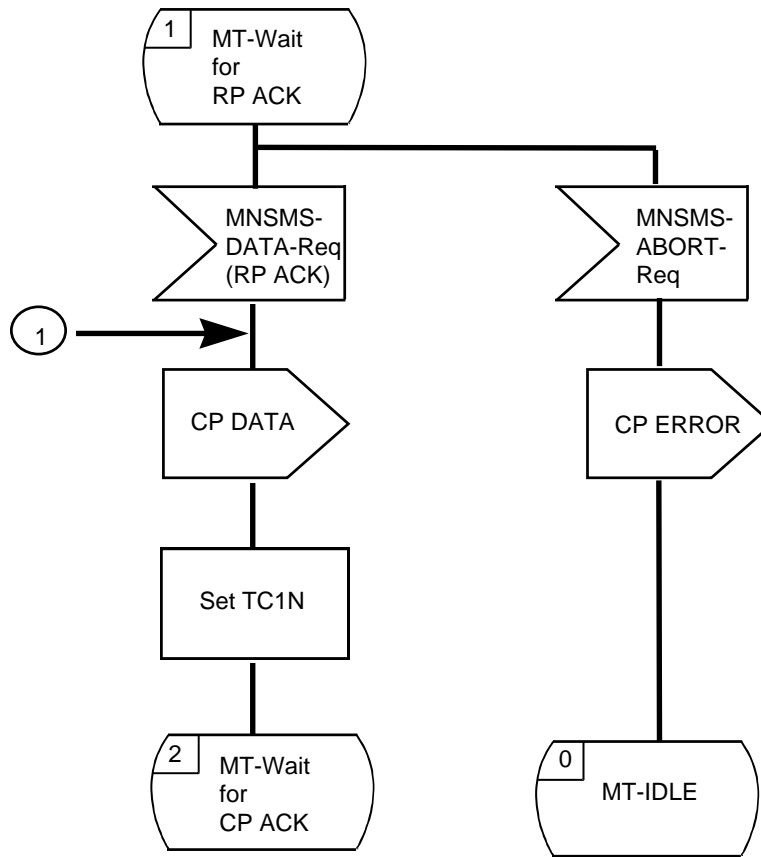 1
MT-Wait
for
RP ACK
MNSMS-
DATA-Req
(RP ACK)
MNSMS-
ABORT-
Req
1
CP DATA
CP ERROR
Set TC1N
2
MT-Wait
for
CP ACK
0
MT-IDLE